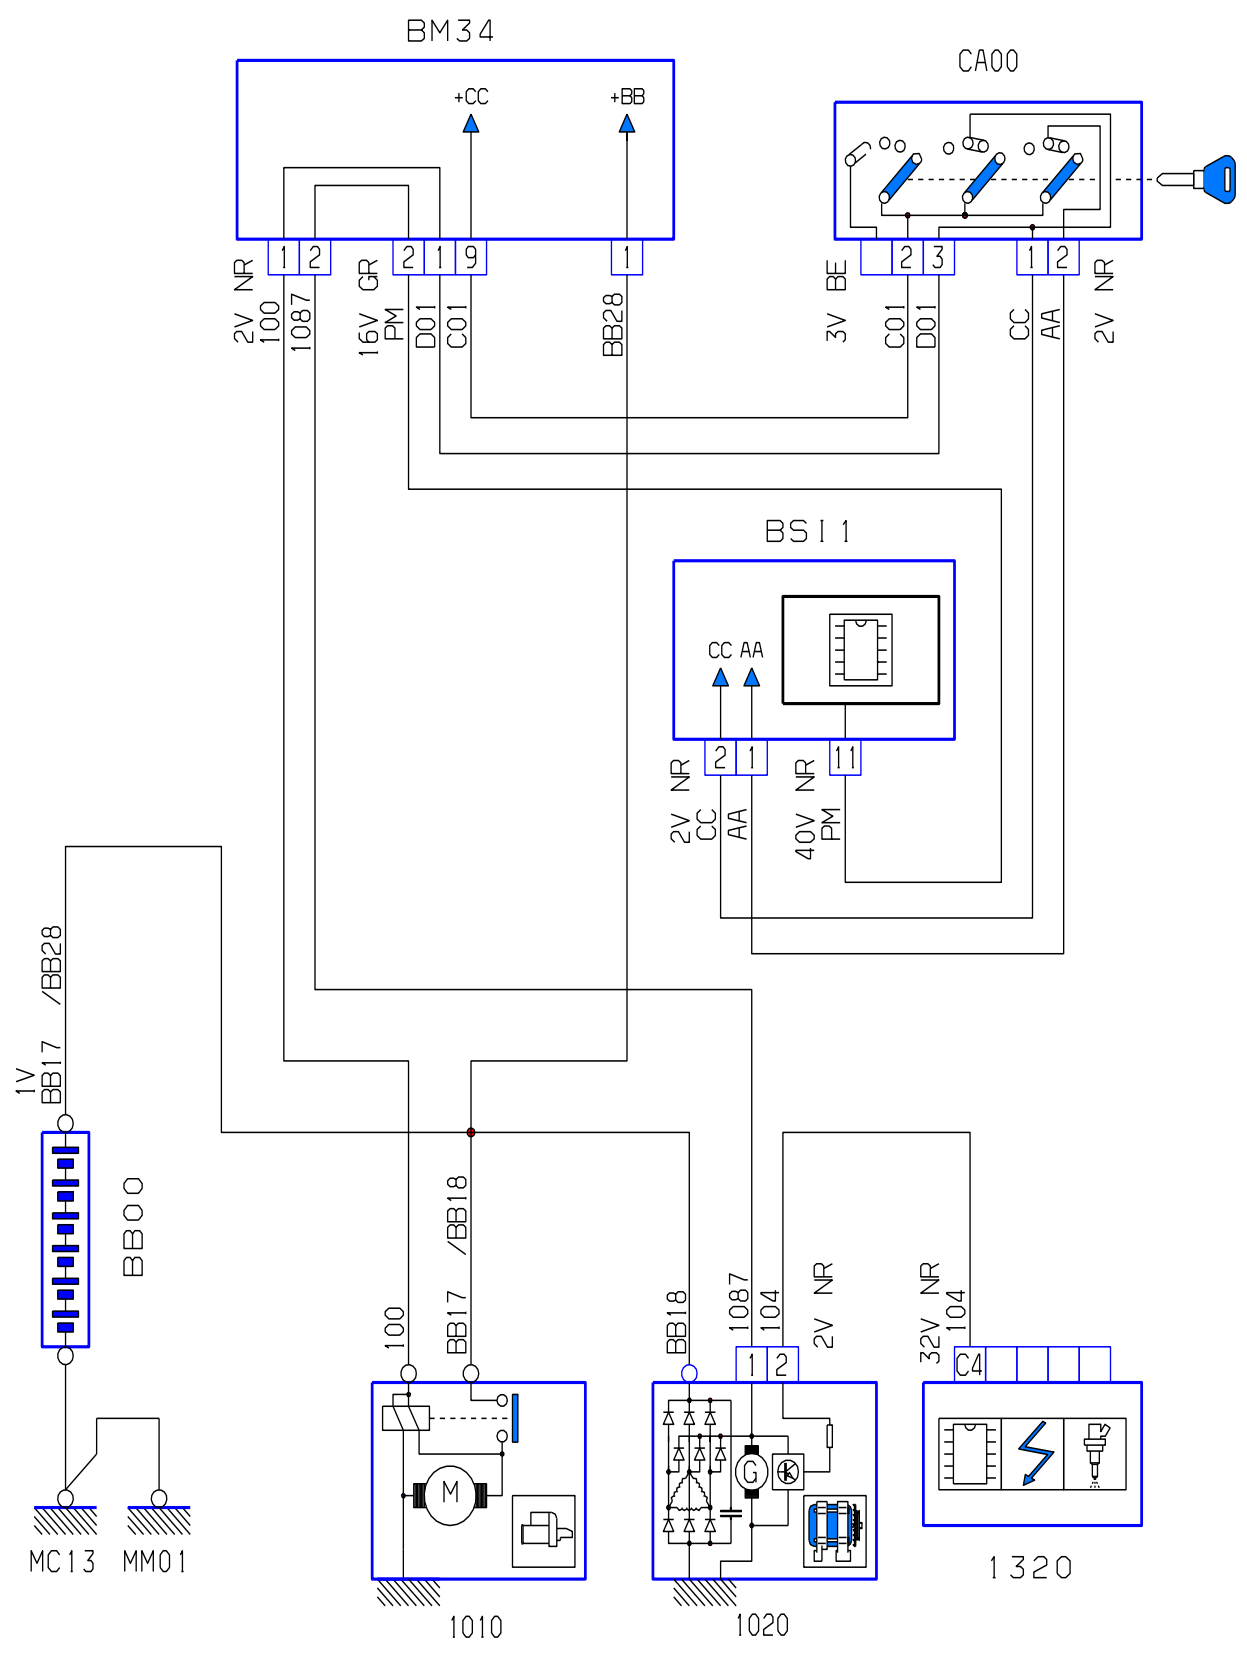 BM34
CA00
+CC
+BB
1
2
2
1
9
1
2
3
1
2
2V NR
100
1087
16V GR
PM
D01
C01
BB28
3V BE
C01
D01
CC
AA
2V NR
BSI1
CC AA
2
1
11
2V NR
CC
AA
40V NR
PM
1V
BB17 /BB28
BB00
100
BB17 /BB18
BB18
1087
104
2V NR
32V NR
104
1
2
C4
M
G
MC13
MM01
1010
1020
1320